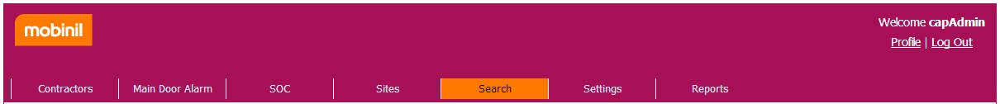 mobinil
Welcome capAdmin
Profile | Log Out
Contractors Main Door Alarm SOC Sites Search Settings Reports